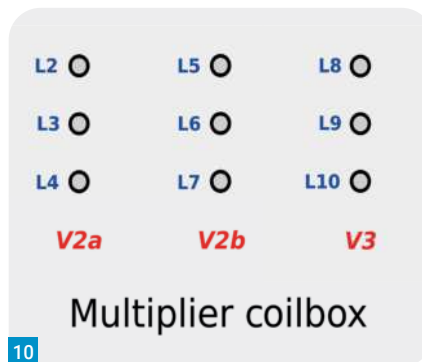 L2 L5 L8
L3 L6 L9
L4 L7 L10
V2a V2b V3
Multiplier coilbox
10